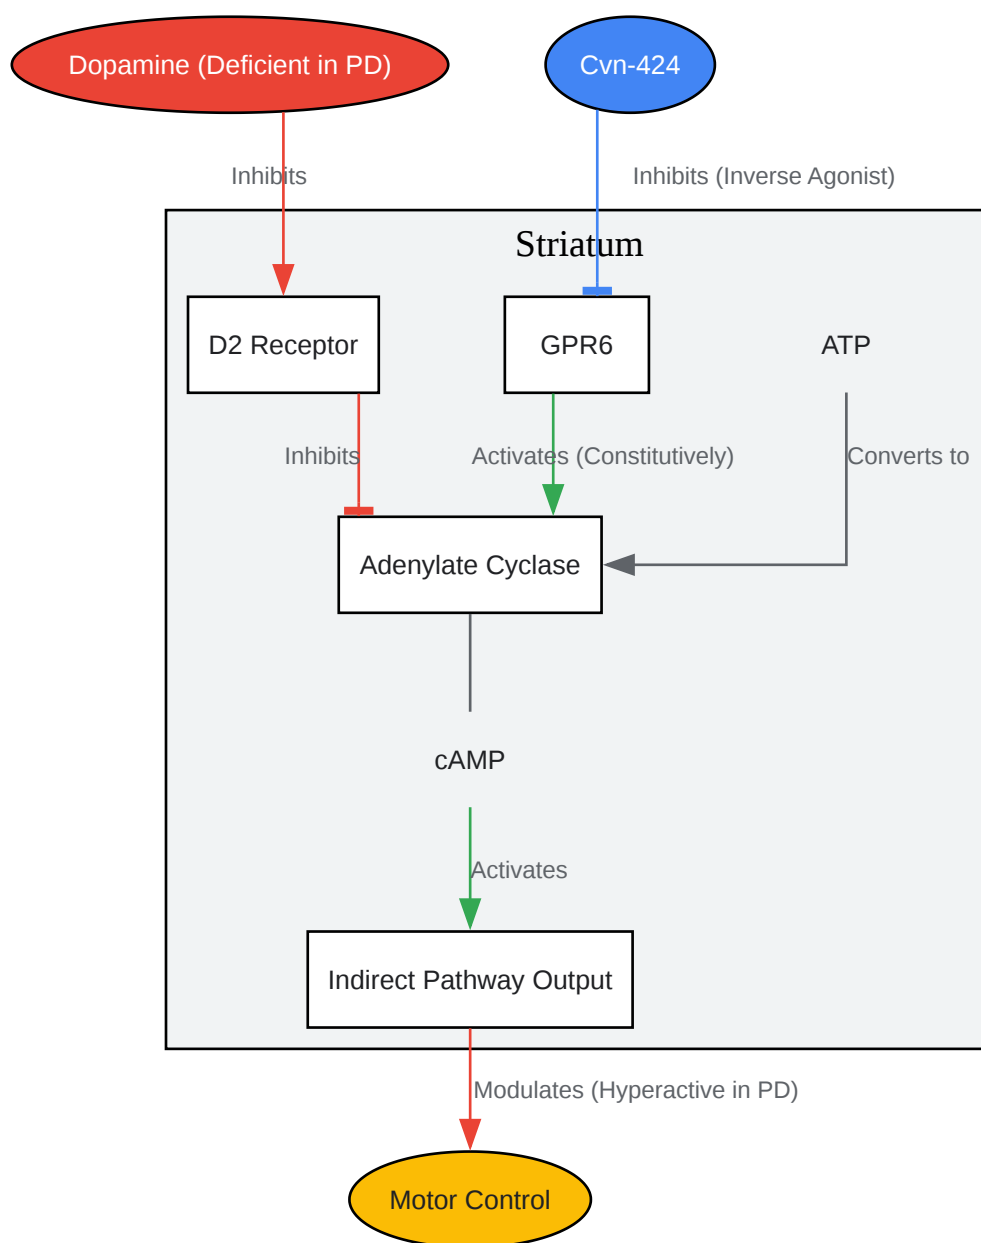 Dopamine (Deficient in PD)
Cvn-424
Inhibits
Inhibits (Inverse Agonist)
Striatum
D2 Receptor
GPR6
ATP
Inhibits
Activates (Constitutively)
Converts to
Adenylate Cyclase
cAMP
Activates
Indirect Pathway Output
Modulates (Hyperactive in PD)
Motor Control